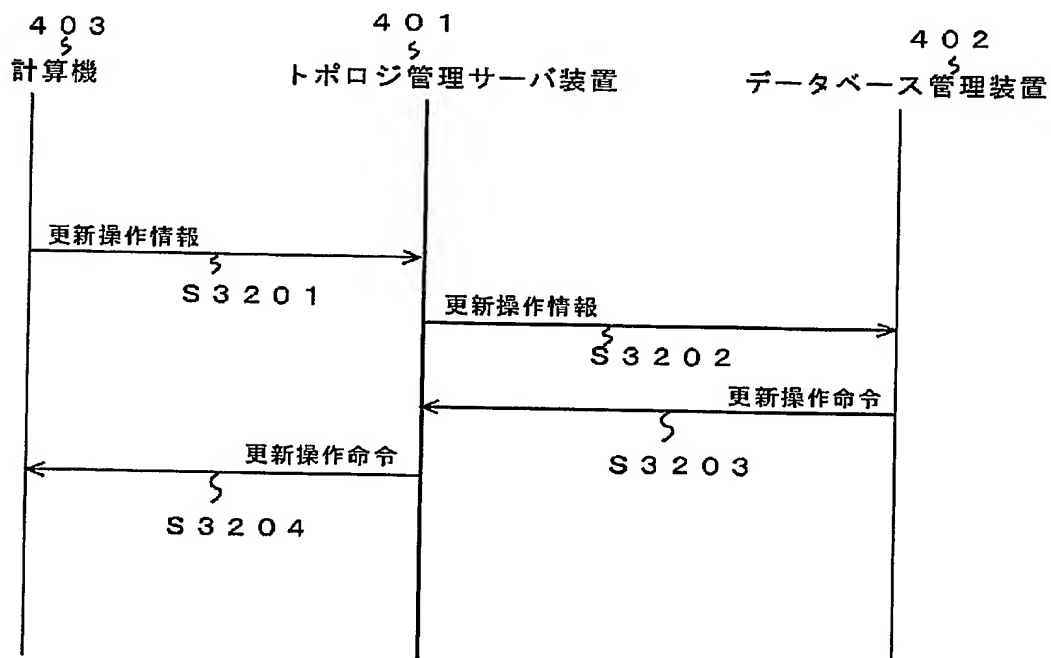 403
計算機
401
トポロジ管理サーバ装置
402
データベース管理装置
更新操作情報
S3201
更新操作情報
S3202
更新操作命令
S3203
更新操作命令
S3204